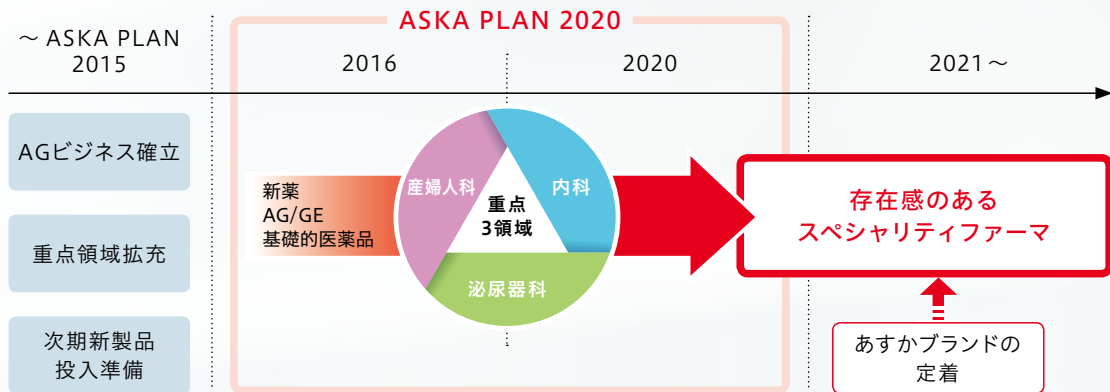 ASKA PLAN 2020
～ ASKA PLAN
2015
2016
2020
2021～
AGビジネス確立
重点領域拡充
次期新製品
投入準備
新薬
AG/GE
基礎的医薬品
産婦人科
内科
重点
3領域
泌尿器科
存在感のある
スペシャリティファーマ
あすかブランドの
定着